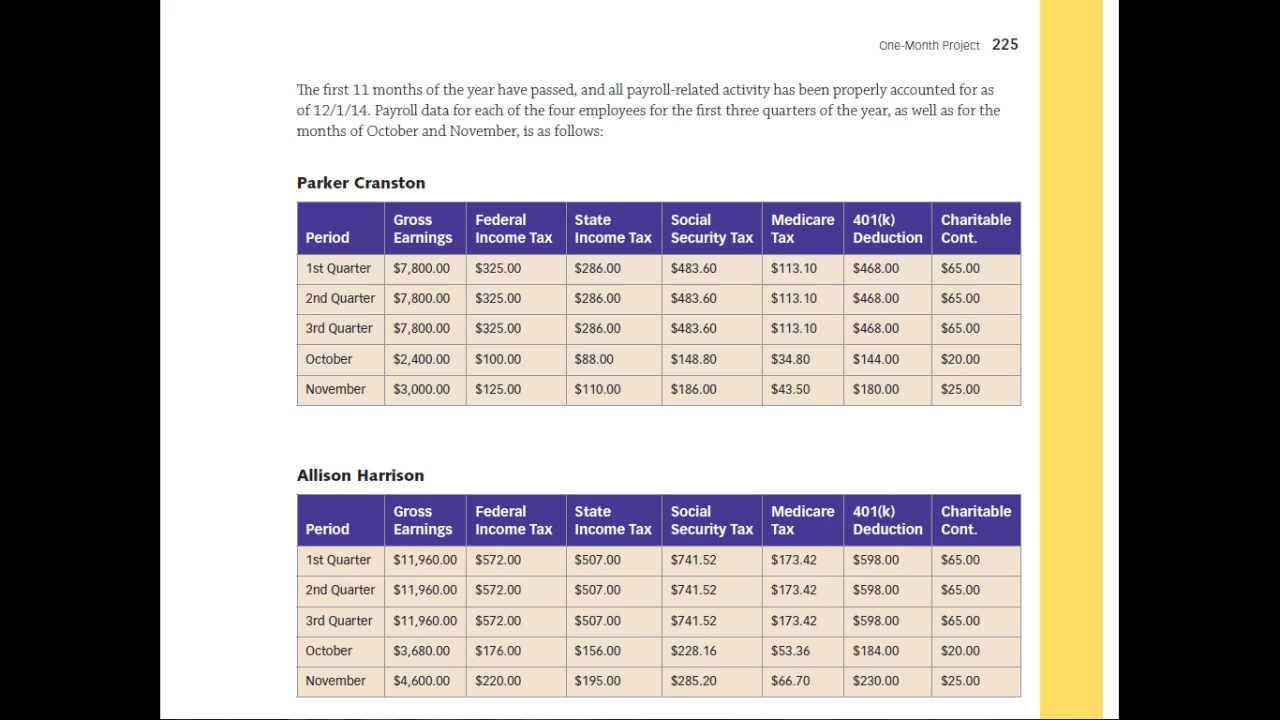 One-Month Project 225
The first 11 months of the year have passed, and all payroll-related activity has been properly accounted for as
of 12/1/14. Payroll data for each of the four employees for the first three quarters of the year, as well as for the
months of October and November, is as follows:
Parker Cranston
Period Gross Earnings Federal Income Tax State Income Tax Social Security Tax Medicare Tax 401(k) Deduction Charitable Cont.
1st Quarter $7,800.00 $325.00 $286.00 $483.60 $113.10 $468.00 $65.00
2nd Quarter $7,800.00 $325.00 $286.00 $483.60 $113.10 $468.00 $65.00
3rd Quarter $7,800.00 $325.00 $286.00 $483.60 $113.10 $468.00 $65.00
October $2,400.00 $100.00 $88.00 $148.80 $34.80 $144.00 $20.00
November $3,000.00 $125.00 $110.00 $186.00 $43.50 $180.00 $25.00
Allison Harrison
Period Gross Earnings Federal Income Tax State Income Tax Social Security Tax Medicare Tax 401(k) Deduction Charitable Cont.
1st Quarter $11,960.00 $572.00 $507.00 $741.52 $173.42 $598.00 $65.00
2nd Quarter $11,960.00 $572.00 $507.00 $741.52 $173.42 $598.00 $65.00
3rd Quarter $11,960.00 $572.00 $507.00 $741.52 $173.42 $598.00 $65.00
October $3,680.00 $176.00 $156.00 $228.16 $53.36 $184.00 $20.00
November $4,600.00 $220.00 $195.00 $285.20 $66.70 $230.00 $25.00